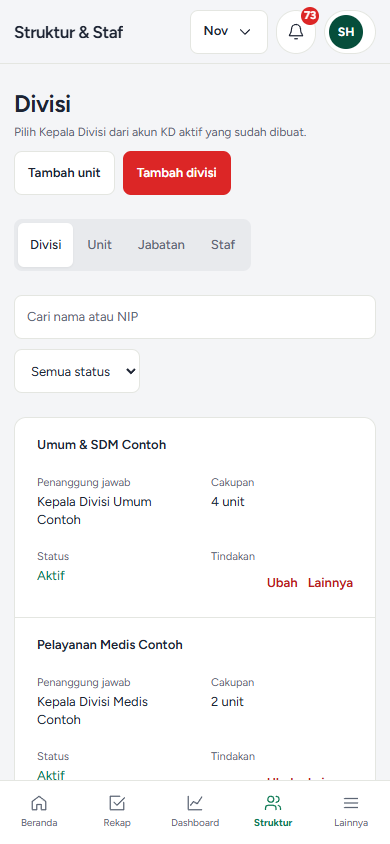 Struktur & Staf
Nov
73
SH
Divisi
Pilih Kepala Divisi dari akun KD aktif yang sudah dibuat.
Tambah unit
Tambah divisi
Divisi
Unit
Jabatan
Staf
Cari nama atau NIP
Semua status
Umum & SDM Contoh
Penanggung jawab
Cakupan
Kepala Divisi Umum
Contoh
4 unit
Status
Tindakan
Aktif
Ubah
Lainnya
Pelayanan Medis Contoh
Penanggung jawab
Cakupan
Kepala Divisi Medis
Contoh
2 unit
Status
Tindakan
Aktif
Beranda
Rekap
Dashboard
Struktur
Lainnya